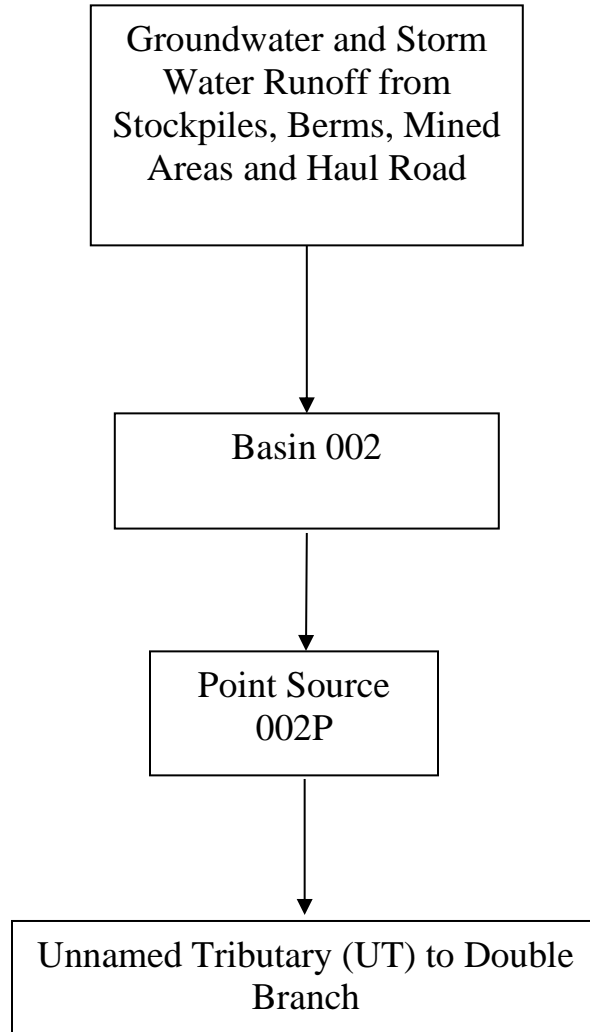 Groundwater and Storm
Water Runoff from
Stockpiles, Berms, Mined
Areas and Haul Road
Basin 002
Point Source
002P
Unnamed Tributary (UT) to Double
Branch